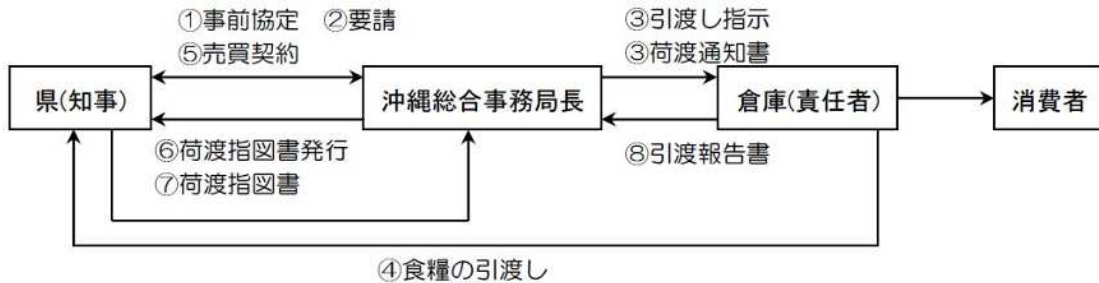 ①事前協定　②要請
⑤売買契約
③引渡し指示
③荷渡通知書
県(知事)
沖縄総合事務局長
倉庫(責任者)
消費者
⑥荷渡指図書発行
⑦荷渡指図書
⑧引渡報告書
④食糧の引渡し